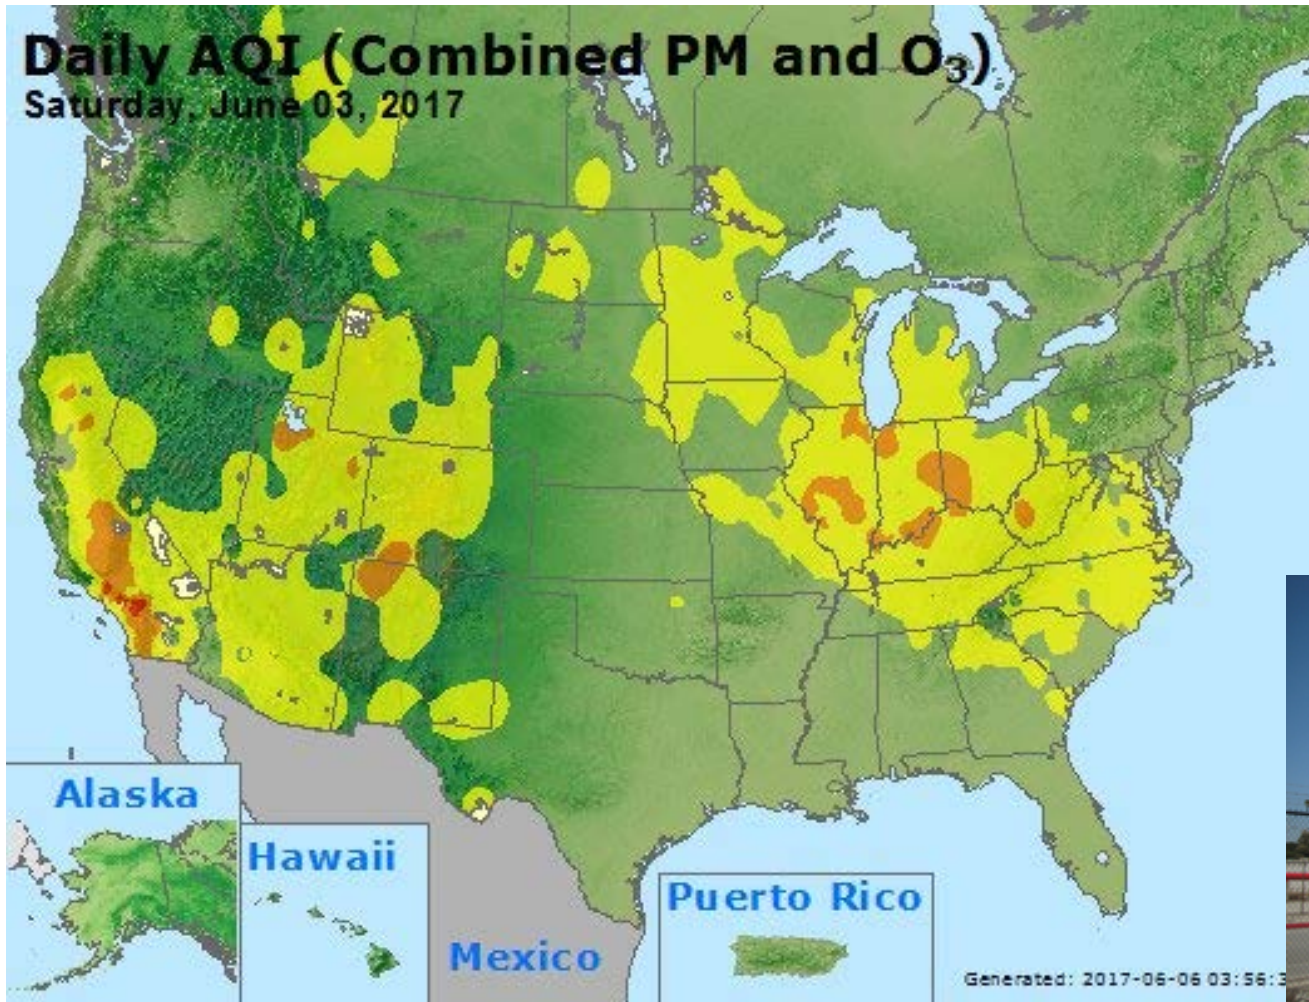 Daily AQI (Combined PM and O₃)
Saturday, June 03, 2017
Alaska
Hawaii
Puerto Rico
Mexico
Generated: 2017-06-06 03:56:3